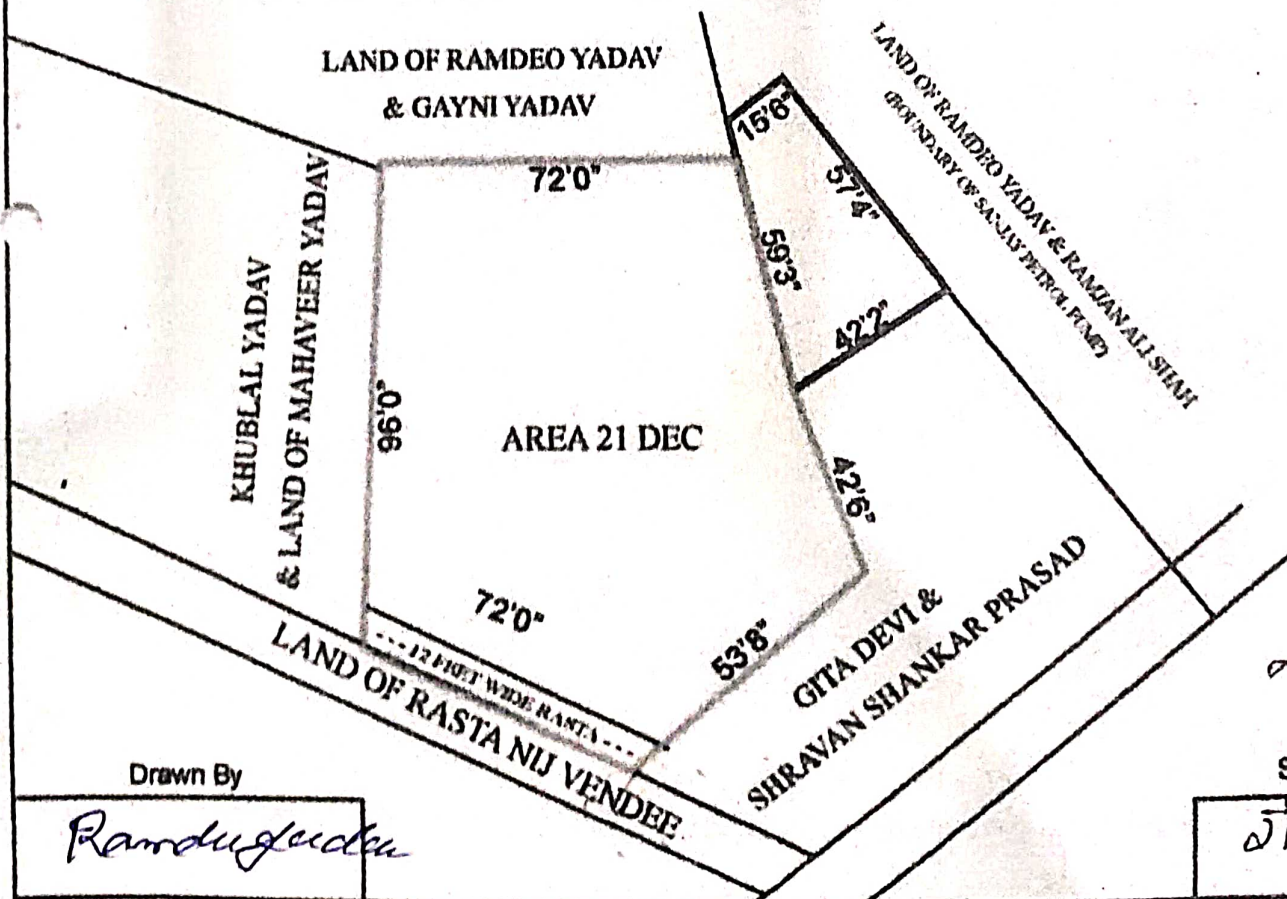 LAND OF RAMDEO YADAV
& GAYNI YADAV
LAND OF RAMDEO YADAV & RAMJAN ALI SHAH
(BOUNDARY OF SANJAY PETROL PUMP)
15'6"
57'4"
72'0"
59'3"
42'2"
KHUBLAL YADAV
& LAND OF MAHAVEER YADAV
96'0"
AREA 21 DEC
42'6"
72'0"
53'8"
---12 FEET WIDE RASTA---
LAND OF RASTA NIJ VENDEE
GITA DEVI &
SHRAVAN SHANKAR PRASAD
Drawn By